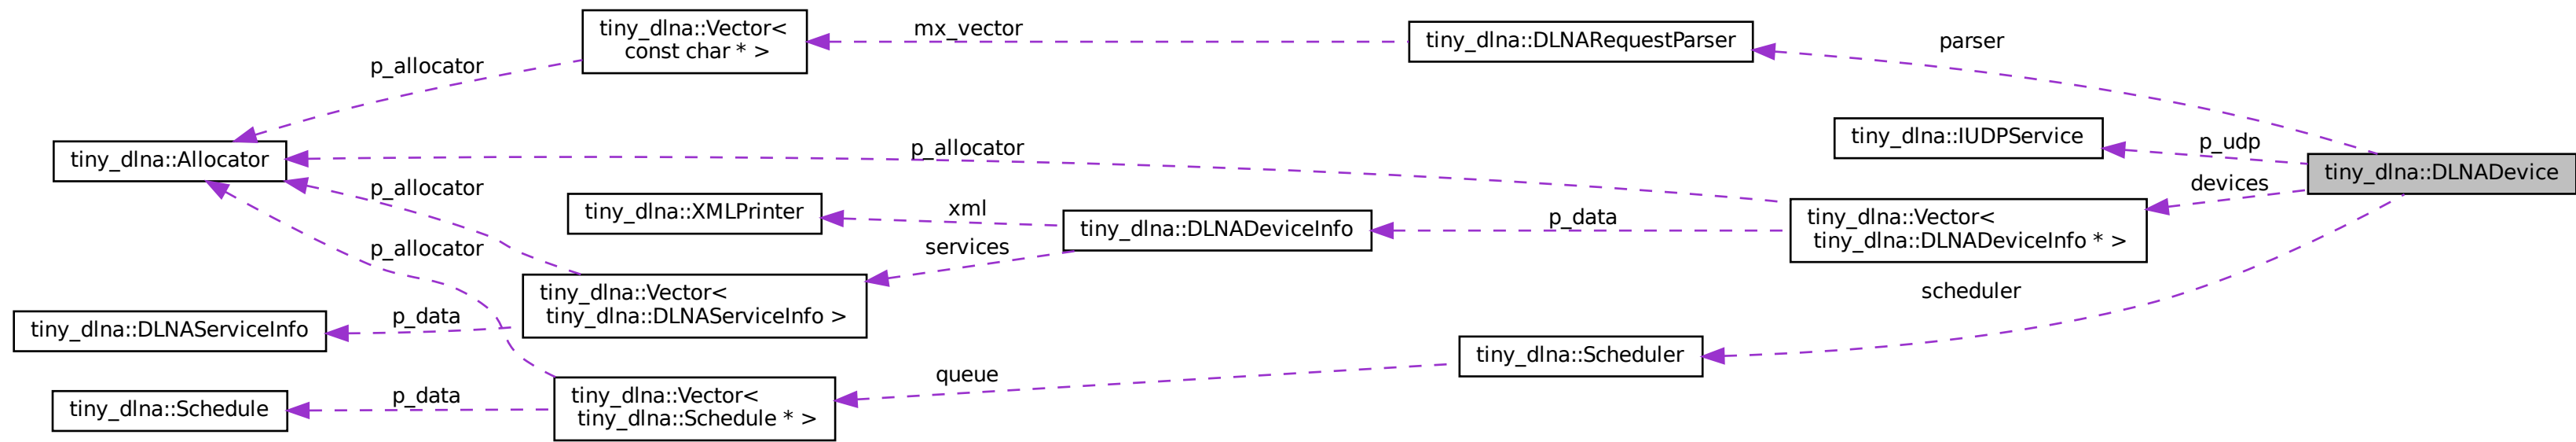 tiny_dlna::Vector<
const char * >
mx_vector
tiny_dlna::DLNARequestParser
parser
p_allocator
tiny_dlna::Allocator
p_allocator
tiny_dlna::IUDPService
p_udp
tiny_dlna::DLNADevice
p_allocator
tiny_dlna::XMLPrinter
xml
tiny_dlna::DLNADeviceInfo
p_data
tiny_dlna::Vector<
tiny_dlna::DLNADeviceInfo * >
devices
p_allocator
services
tiny_dlna::Vector<
tiny_dlna::DLNAServiceInfo >
scheduler
tiny_dlna::DLNAServiceInfo
p_data
tiny_dlna::Scheduler
queue
tiny_dlna::Schedule
p_data
tiny_dlna::Vector<
tiny_dlna::Schedule * >